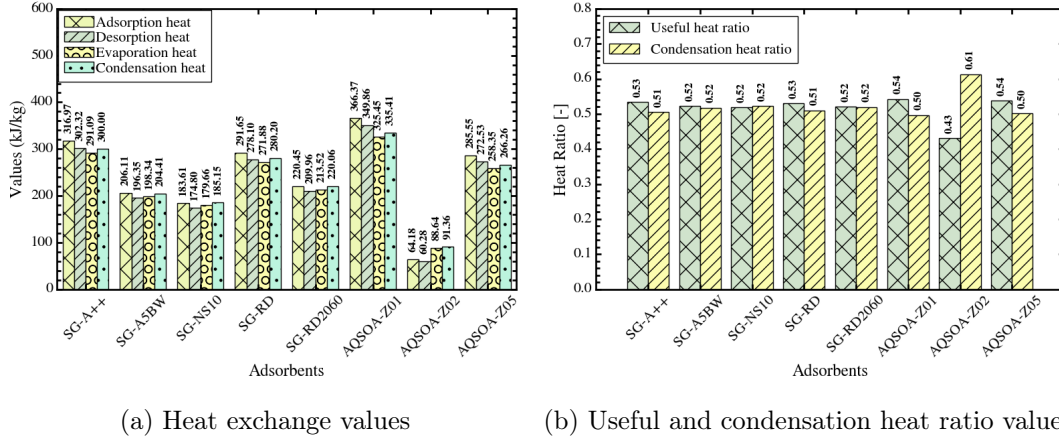 600
500
400
300
200
100
0
Values (kJ/kg)
Adsorption heat
Desorption heat
Evaporation heat
Condensation heat
316.97
302.32
291.09
300.00
206.11
196.35
198.34
204.41
183.61
174.80
179.66
185.15
291.65
278.10
271.88
280.20
220.45
209.96
213.52
220.06
366.37
349.86
325.45
335.41
64.18
60.28
88.64
91.36
285.55
272.53
258.35
266.26
SG-A++
SG-A5BW
SG-NS10
SG-RD
SG-RD2060
AQSOA-Z01
AQSOA-Z02
AQSOA-Z05
Adsorbents
(a) Heat exchange values
0.8
0.7
0.6
0.5
0.4
0.3
0.2
0.1
0.0
Heat Ratio [-]
Useful heat ratio
Condensation heat ratio
0.53
0.51
0.52
0.52
0.52
0.52
0.53
0.51
0.52
0.52
0.54
0.50
0.43
0.61
0.54
0.50
SG-A++
SG-A5BW
SG-NS10
SG-RD
SG-RD2060
AQSOA-Z01
AQSOA-Z02
AQSOA-Z05
Adsorbents
(b) Useful and condensation heat ratio value